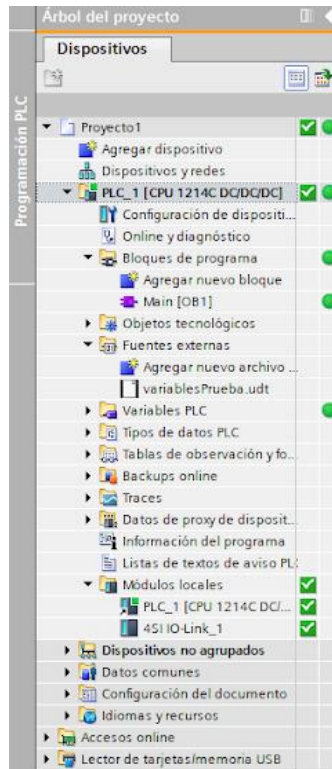 Árbol del proyecto
Dispositivos
Programación PLC
Proyecto1
Agregar dispositivo
Dispositivos y redes
PLC_1 [CPU 1214C DC/DC/DC]
Configuración de dispositi...
Online y diagnóstico
Bloques de programa
Agregar nuevo bloque
Main [OB1]
Objetos tecnológicos
Fuentes externas
Agregar nuevo archivo ...
variablesPrueba.udt
Variables PLC
Tipos de datos PLC
Tablas de observación y fo...
Backups online
Traces
Datos de proxy de disposit...
Información del programa
Listas de textos de aviso PL
Módulos locales
PLC_1 [CPU 1214C DC/...
4SI IO-Link_1
Dispositivos no agrupados
Datos comunes
Configuración del documento
Idiomas y recursos
Accesos online
Lector de tarjetas/memoria USB